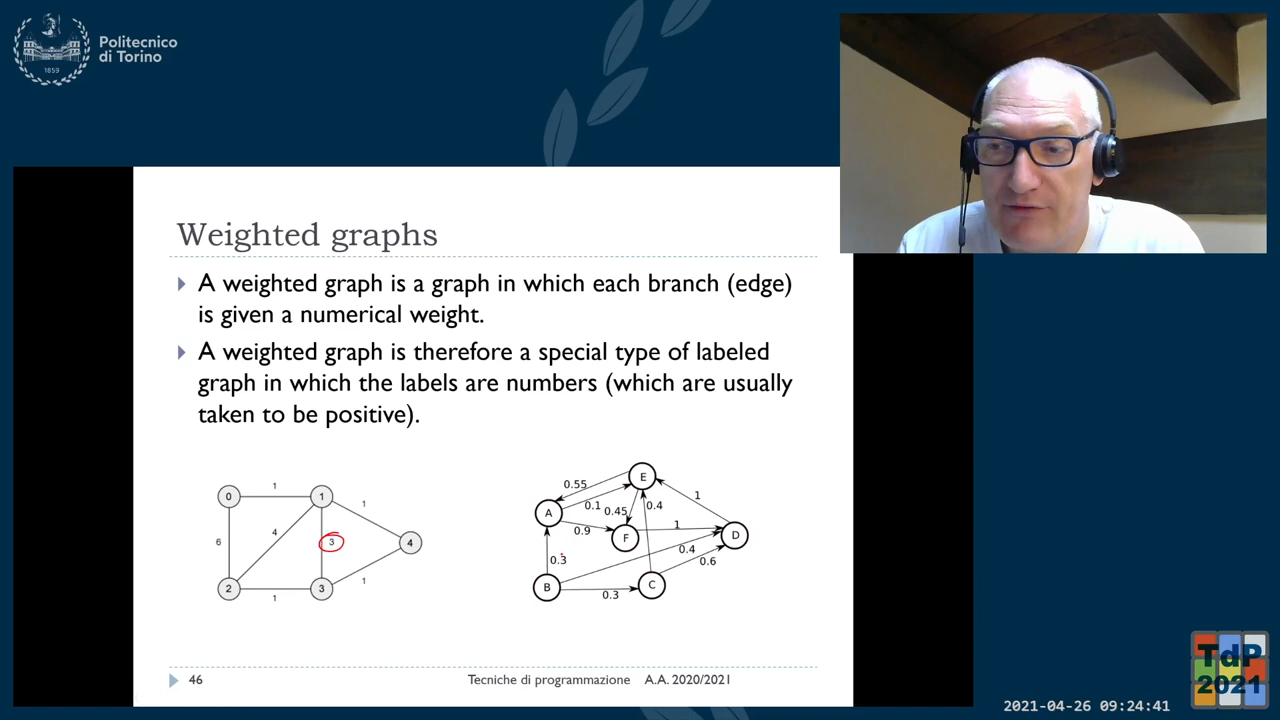 Politecnico
di Torino
1859
Weighted graphs
A weighted graph is a graph in which each branch (edge)
is given a numerical weight.
A weighted graph is therefore a special type of labeled
graph in which the labels are numbers (which are usually
taken to be positive).
0
1
1
1
6
4
3
4
2
1
3
1
E
0.55
0.1
0.45
0.4
1
A
0.9
F
1
D
0.3
0.4
0.6
B
0.3
C
46
Tecniche di programmazione A.A. 2020/2021
TdP
2021
2021-04-26 09:24:41